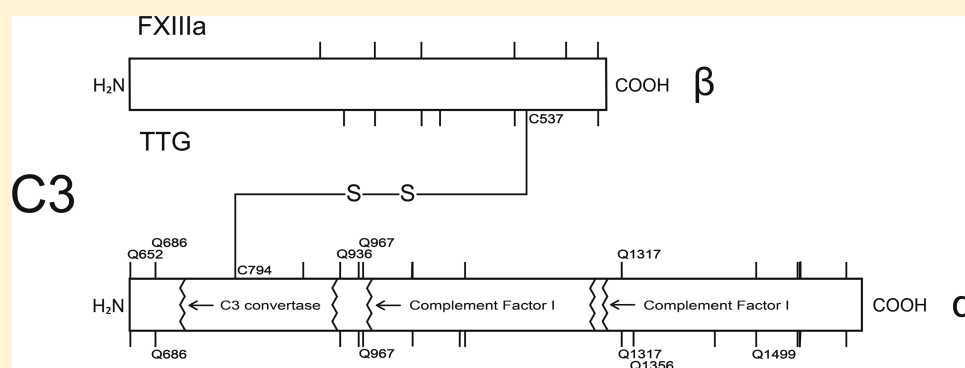 FXIIIa
H₂N COOH β
C537
TTG
C3
S S
Q686 Q967
Q652 Q936 Q1317
C794
H₂N C3 convertase Complement Factor I Complement Factor I COOH
Q686 Q967 Q1317 Q1499
Q1356